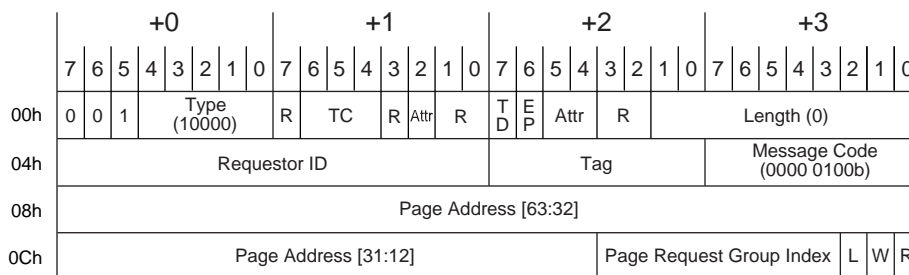 +0 +1 +2 +3
7 6 5 4 3 2 1 0 7 6 5 4 3 2 1 0 7 6 5 4 3 2 1 0 7 6 5 4 3 2 1 0
00h 0 0 1 Type (10000) R TC R Attr R TD EP Attr R Length (0)
04h Requestor ID Tag Message Code (0000 0100b)
08h Page Address [63:32]
0Ch Page Address [31:12] Page Request Group Index L W R